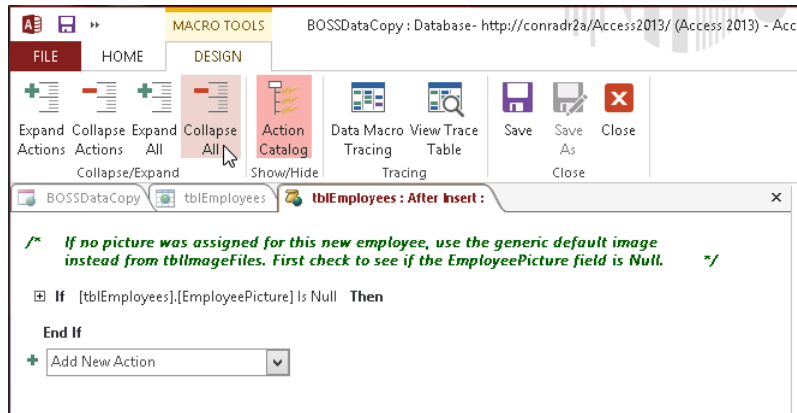 MACRO TOOLS BOSSDataCopy : Database- http://conradr2a/Access2013/ (Access 2013) - Acc
FILE HOME DESIGN
Expand Collapse Expand Collapse Action Data Macro View Trace Save Save Close
Actions Actions All All Catalog Tracing Table As
Collapse/Expand Show/Hide Tracing Close
BOSSDataCopy tblEmployees tblEmployees : After Insert :
/* If no picture was assigned for this new employee, use the generic default image
instead from tblImageFiles. First check to see if the EmployeePicture field is Null. */
If [tblEmployees].[EmployeePicture] Is Null Then
End If
Add New Action